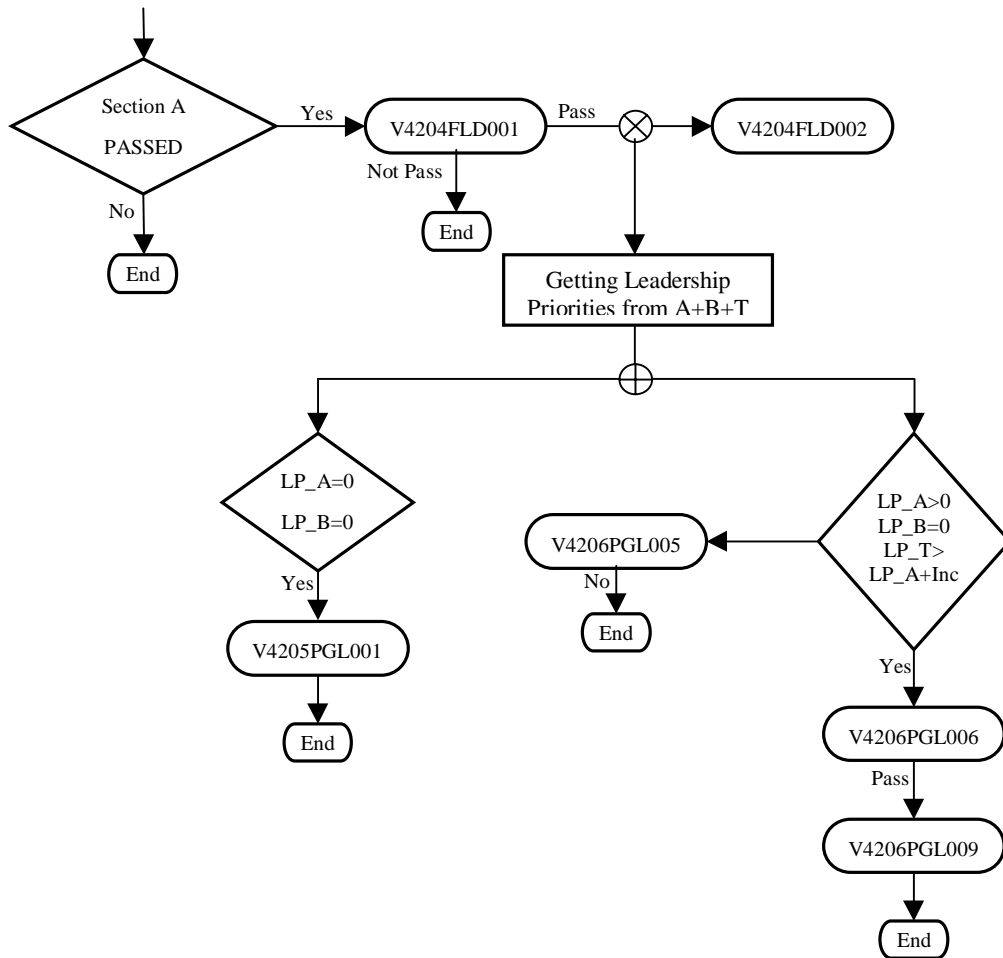 Section A
PASSED
Yes
V4204FLD001
Pass
V4204FLD002
Not Pass
No
End
End
Getting Leadership
Priorities from A+B+T
LP_A=0
LP_B=0
Yes
V4205PGL001
End
LP_A>0
LP_B=0
LP_T>
LP_A+Inc
V4206PGL005
No
End
Yes
V4206PGL006
Pass
V4206PGL009
End